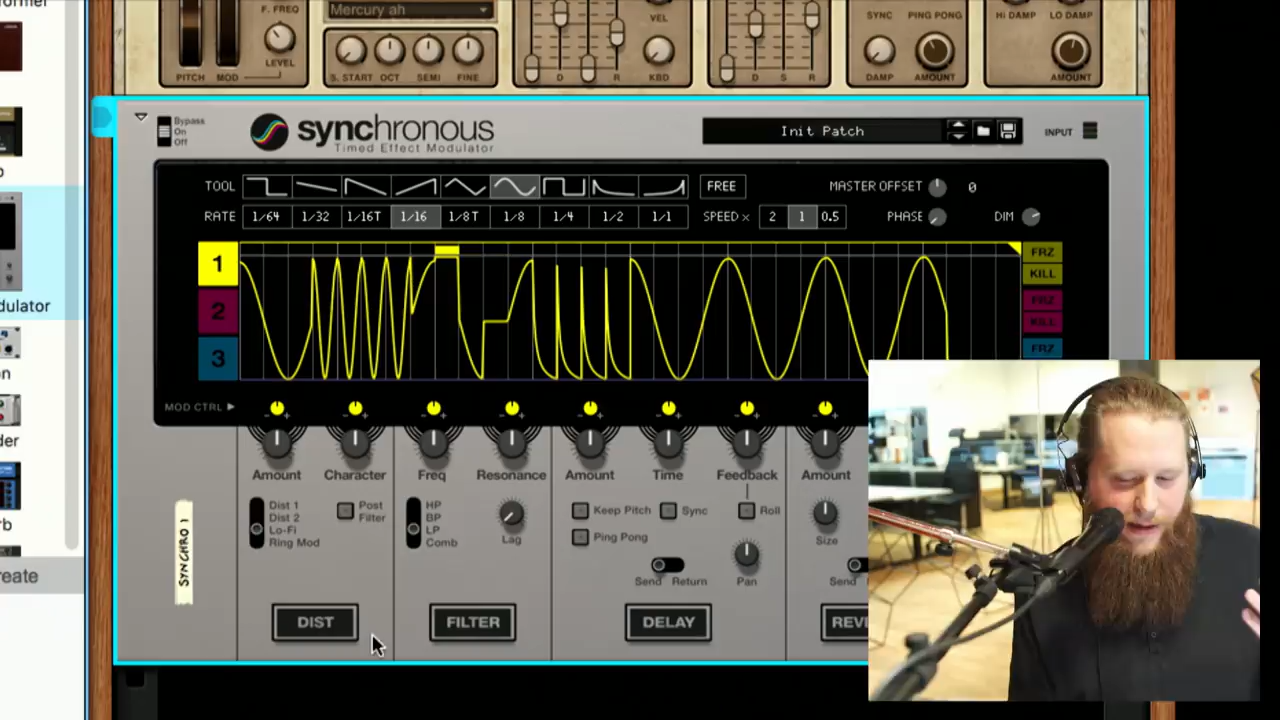 Mercury ah
F. FREQ
LEVEL
PITCH
MOD
S. START
OCT
SEMI
FINE
D
R
VEL
KBD
D
S
R
SYNC
PING PONG
DAMP
AMOUNT
HI DAMP
LO DAMP
AMOUNT
Bypass
On
Off
synchronous
Timed Effect Modulator
Init Patch
INPUT
TOOL
FREE
MASTER OFFSET
0
RATE
1/64
1/32
1/16T
1/16
1/8T
1/8
1/4
1/2
1/1
SPEED×
2
1
0.5
PHASE
DIM
1
FRZ
KILL
2
FRZ
KILL
3
FRZ
MOD CTRL
Amount
Character
Freq
Resonance
Amount
Time
Feedback
Amount
Dist 1
Dist 2
Lo-Fi
Ring Mod
Post
Filter
HP
BP
LP
Comb
Lag
Keep Pitch
Sync
Roll
Ping Pong
Send
Return
Pan
Size
Send
SYNCHRO 1
DIST
FILTER
DELAY
REV
dulator
on
der
rb
reate